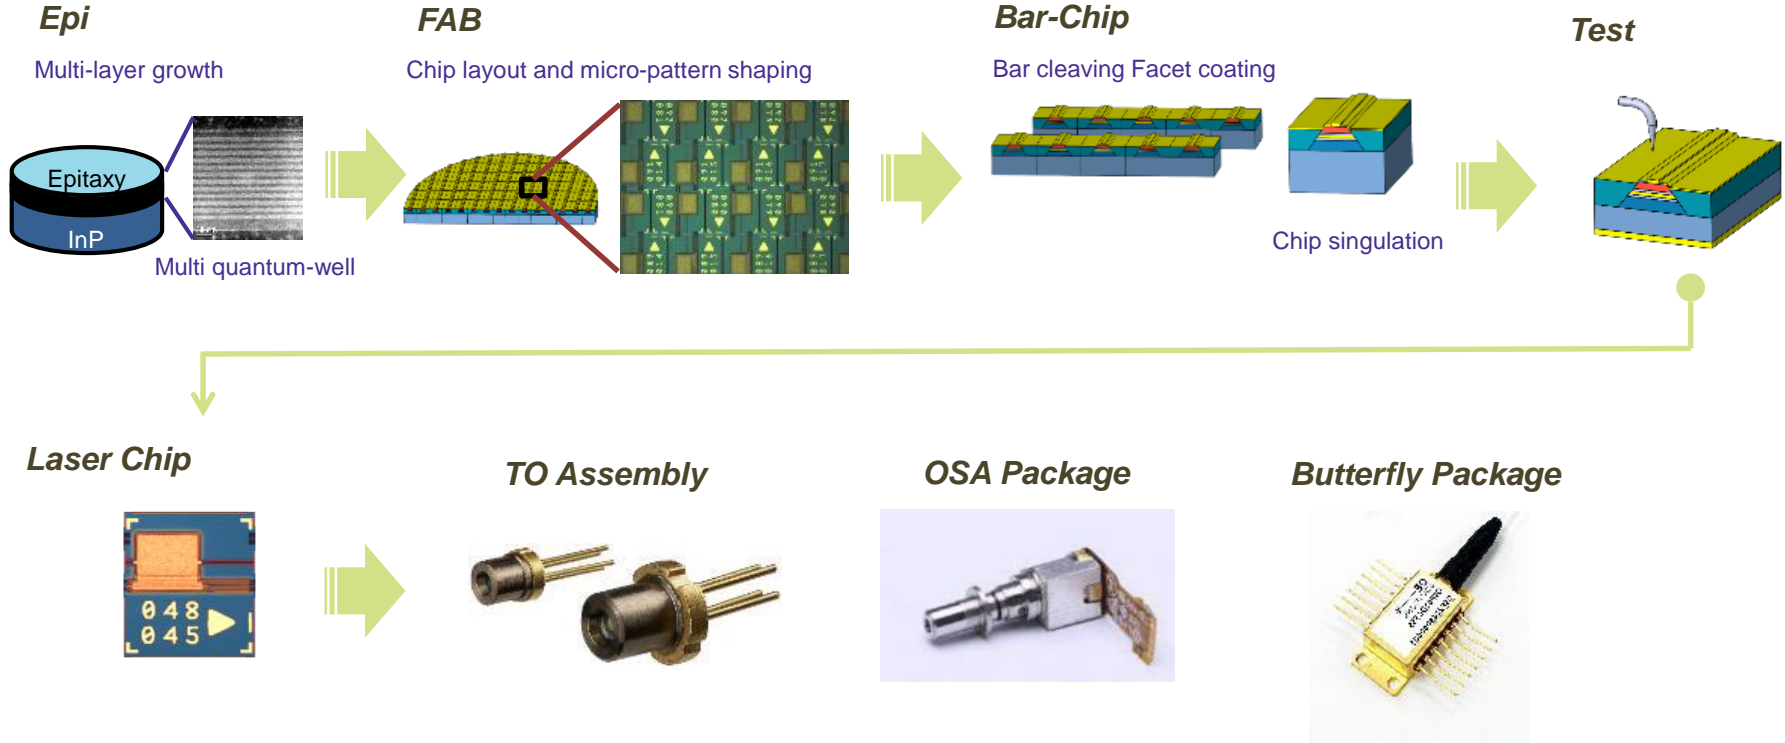 Epi
FAB
Bar-Chip
Test
Multi-layer growth
Chip layout and micro-pattern shaping
Bar cleaving Facet coating
Epitaxy
InP
Multi quantum-well
Chip singulation
Laser Chip
TO Assembly
OSA Package
Butterfly Package
048
045